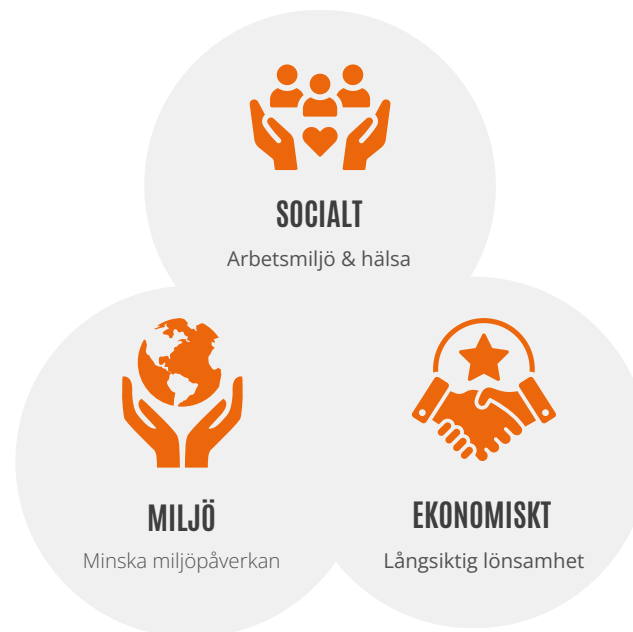 SOCIALT
Arbetsmiljö & hälsa
MILJÖ
Minska miljöpåverkan
EKONOMISKT
Långsiktig lönsamhet